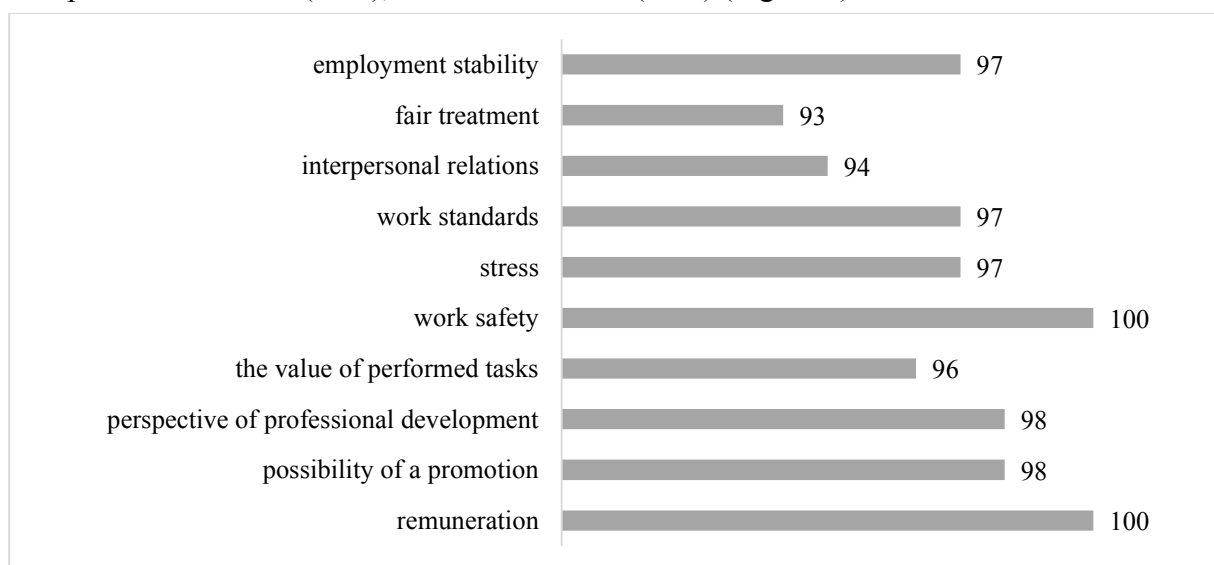 employment stability 97
fair treatment 93
interpersonal relations 94
work standards 97
stress 97
work safety 100
the value of performed tasks 96
perspective of professional development 98
possibility of a promotion 98
remuneration 100